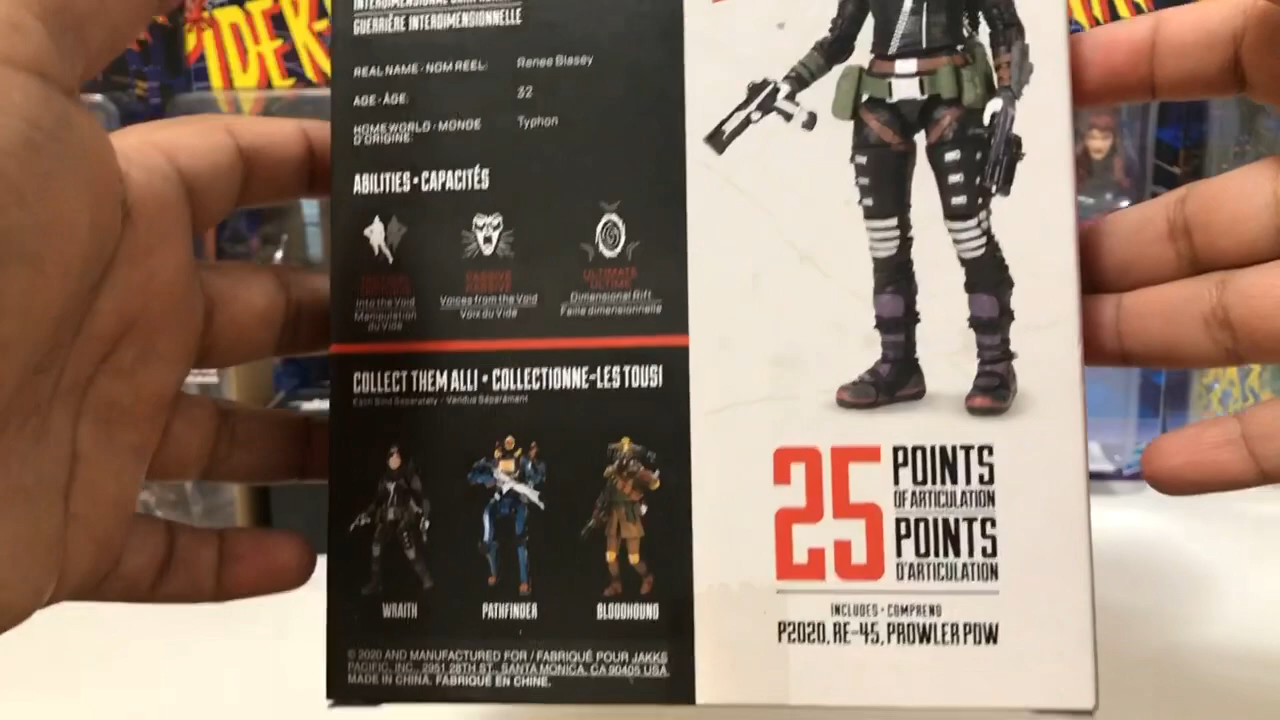 GUERRIÈRE INTERDIMENSIONNELLE
REAL NAME · NOM REEL: Renee Blasey
AGE · ÂGE: 32
HOMEWORLD · MONDE D'ORIGINE: Typhon
ABILITIES · CAPACITÉS
PASSIVE
PASSIVE
ULTIMATE
ULTIME
Into the Void
Manipulation
du Vide
Voices from the Void
Voix du Vide
Dimensional Rift
Faille dimensionnelle
COLLECT THEM ALL! · COLLECTIONNE-LES TOUS!
Each Sold Separately · Vendus Séparément
WRAITH
PATHFINDER
BLOODHOUND
© 2020 AND MANUFACTURED FOR / FABRIQUÉ POUR JAKKS
PACIFIC, INC., 2951 28TH ST., SANTA MONICA, CA 90405 USA.
MADE IN CHINA. FABRIQUÉ EN CHINE.
25 POINTS
OF ARTICULATION
POINTS
D'ARTICULATION
INCLUDES · COMPREND
P2020, RE-45, PROWLER PDW